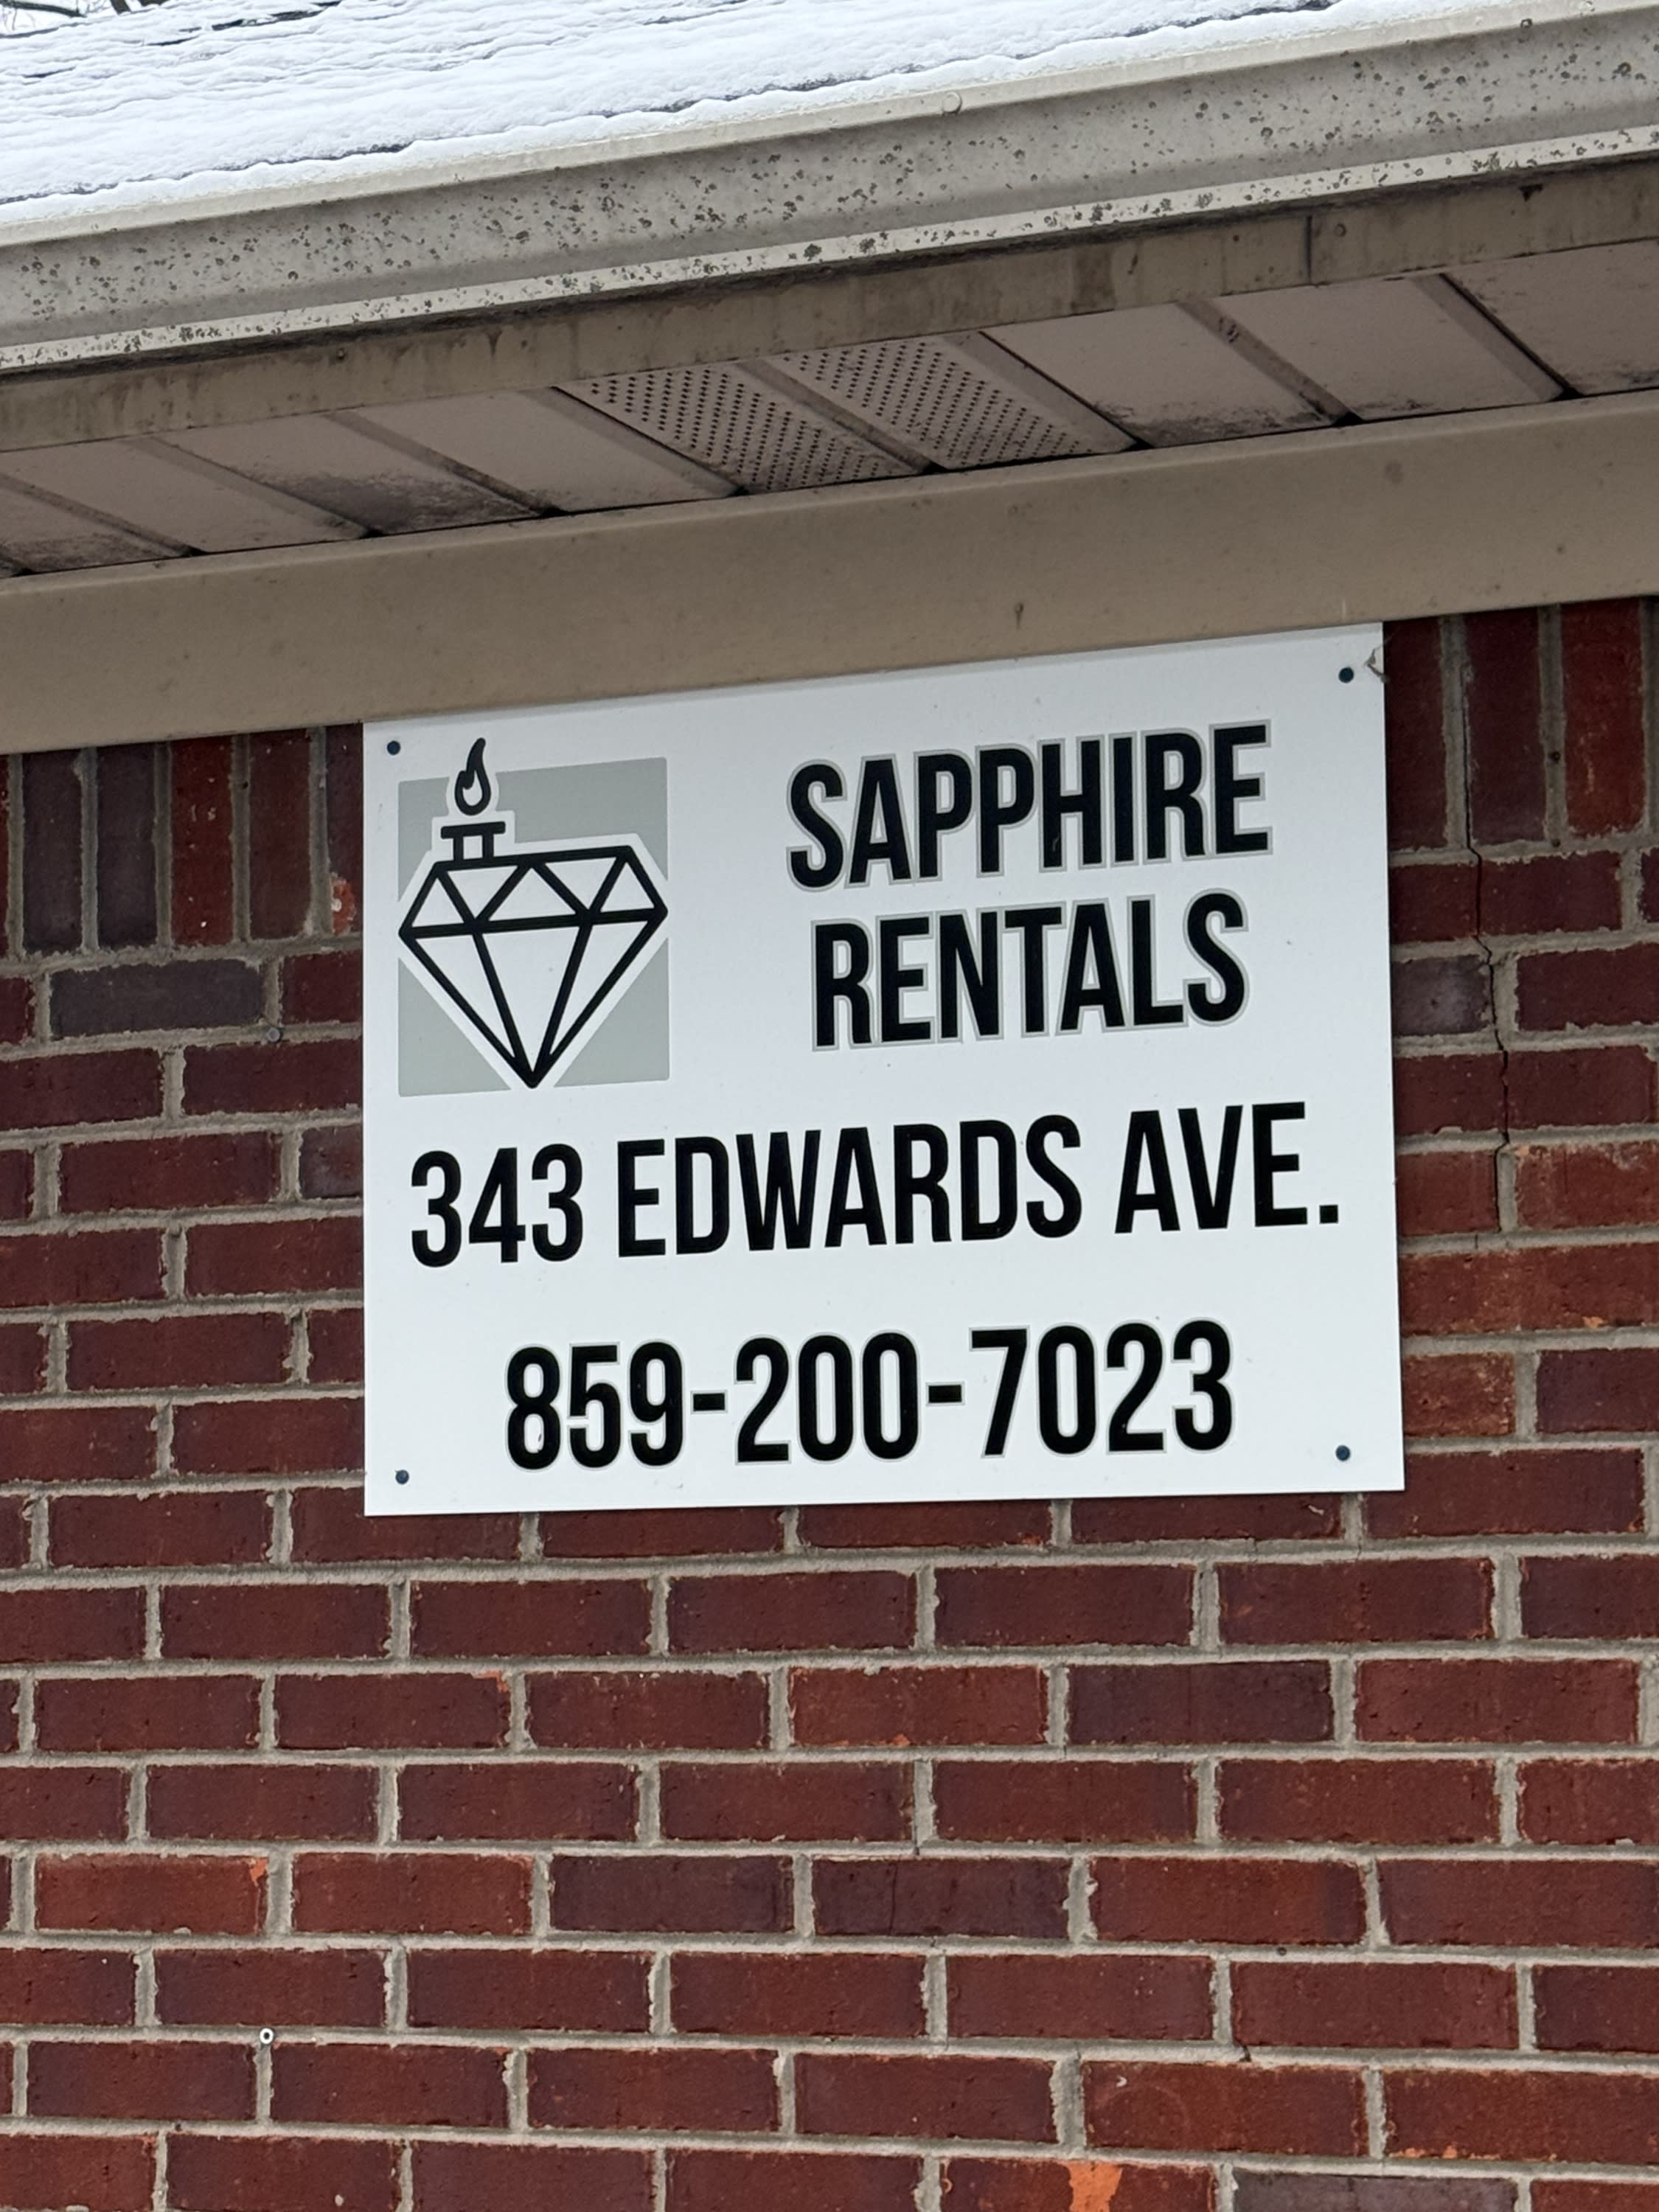 SAPPHIRE
RENTALS
343 EDWARDS AVE.
859-200-7023